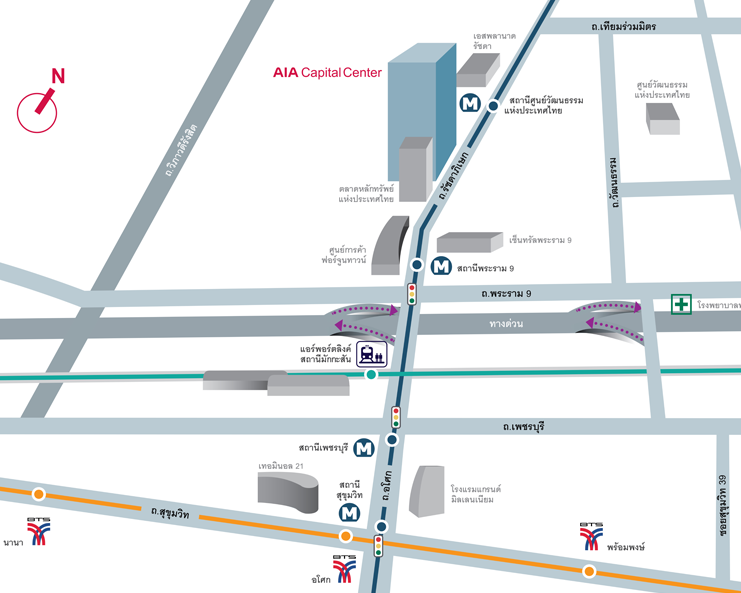 ถ.เทียมร่วมมิตร
เอสพลานาด
รัชดา
N
AIA Capital Center
ศูนย์วัฒนธรรม
แห่งประเทศไทย
M
สถานีศูนย์วัฒนธรรม
แห่งประเทศไทย
ถ.วิภาวดีรังสิต
ถ.รัชดาภิเษก
ถ.วัฒนธรรม
ตลาดหลักทรัพย์
แห่งประเทศไทย
ศูนย์การค้า
ฟอร์จูนทาวน์
เซ็นทรัลพระราม 9
M
สถานีพระราม 9
ถ.พระราม 9
โรงพยาบาลพ
ทางด่วน
แอร์พอร์ตลิงค์
สถานีมักกะสัน
ถ.เพชรบุรี
สถานีเพชรบุรี
M
เทอมินอล 21
สถานี
สุขุมวิท
M
ถ.อโศก
โรงแรมแกรนด์
มิลเลนเนียม
ซอยสุขุมวิท 39
ถ.สุขุมวิท
BTS
นานา
BTS
อโศก
BTS
พร้อมพงษ์